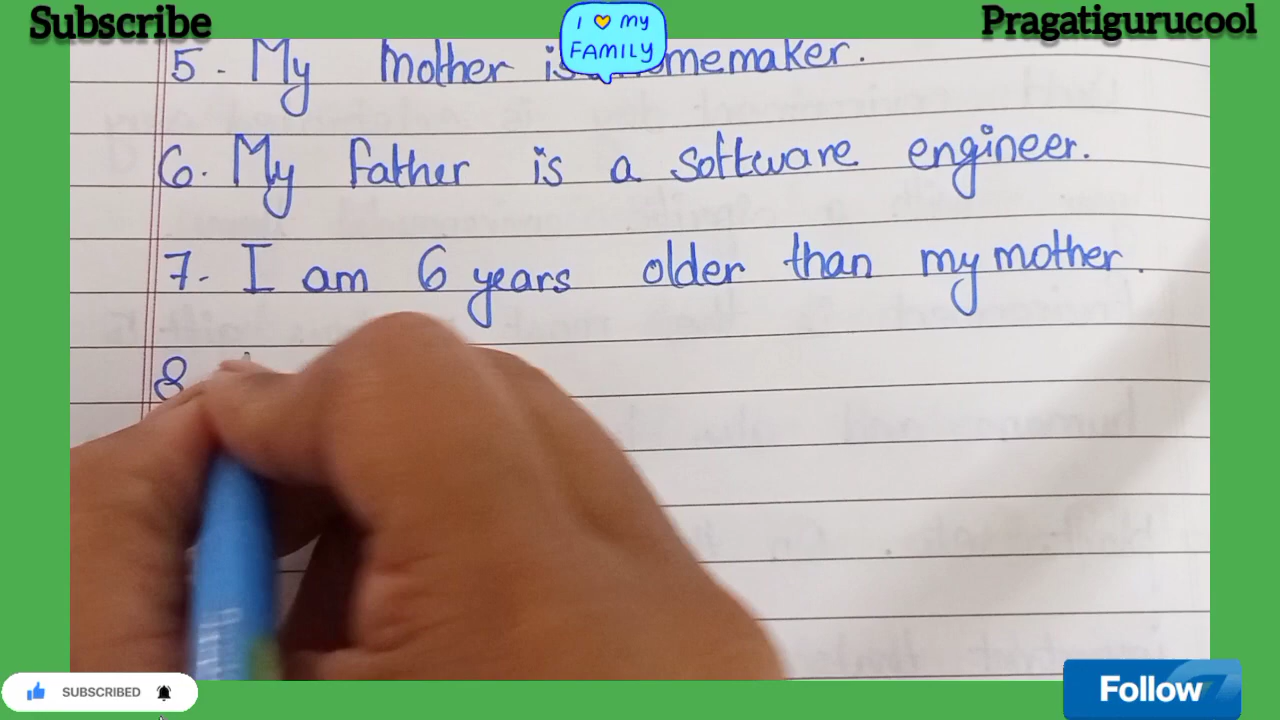 Subscribe
I my
FAMILY
Pragatigurucool
5. My mother is homemaker.
6. My father is a software engineer.
7. I am 6 years older than my mother.
8.
SUBSCRIBED
Follow